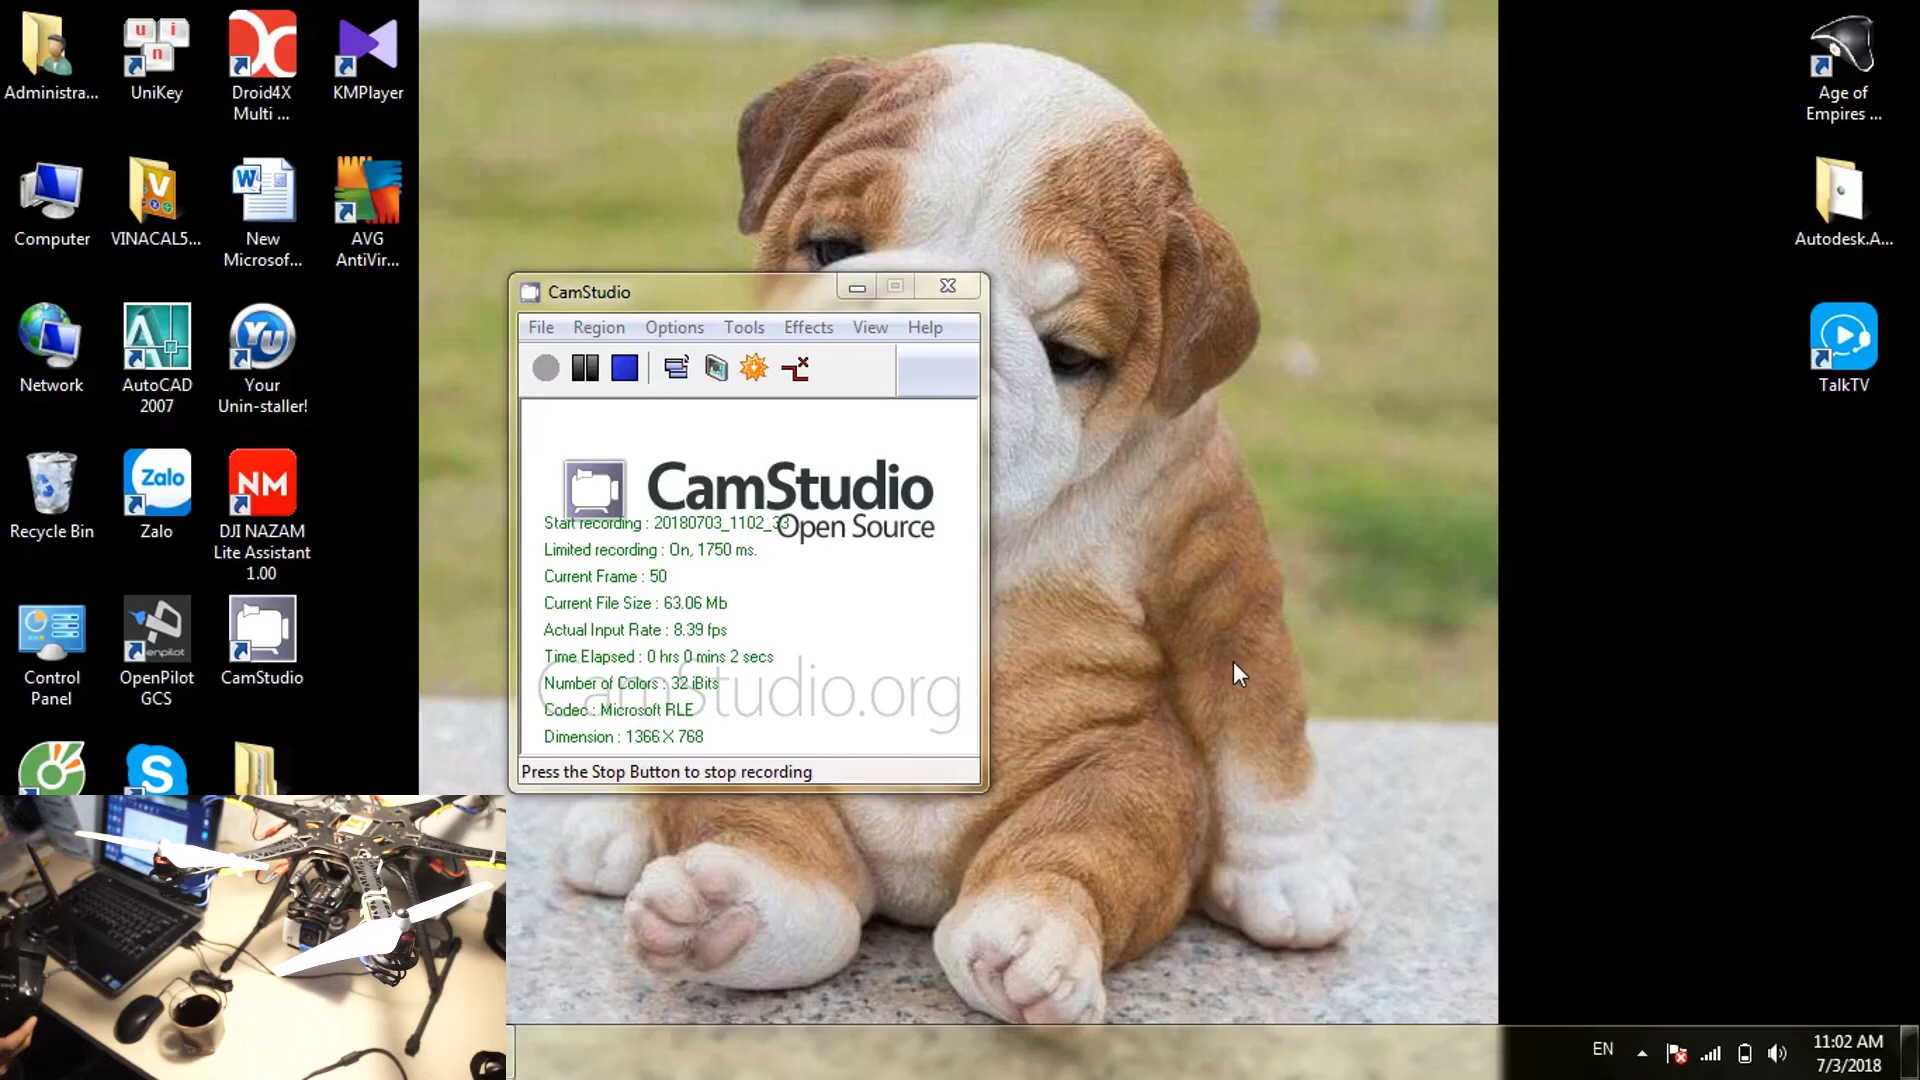 Administra...
UniKey
Droid4X
Multi ...
KMPlayer
Computer
VINACAL5...
New
Microsof...
AVG
AntiVir...
Network
AutoCAD
2007
Your
Unin-staller!
Recycle Bin
Zalo
Zalo
NM
DJI NAZAM
Lite Assistant
1.00
Control
Panel
enpilot
OpenPilot
GCS
CamStudio
CamStudio
File Region Options Tools Effects View Help
CamStudio
Open Source
Start recording : 20180703_1102_33
Limited recording : On, 1750 ms.
Current Frame : 50
Current File Size : 63.06 Mb
Actual Input Rate : 8.39 fps
Time Elapsed : 0 hrs 0 mins 2 secs
Number of Colors : 32 iBits
Codec : Microsoft RLE
Dimension : 1366 X 768
CamStudio.org
Press the Stop Button to stop recording
Age of
Empires ...
Autodesk.A...
TalkTV
EN
11:02 AM
7/3/2018